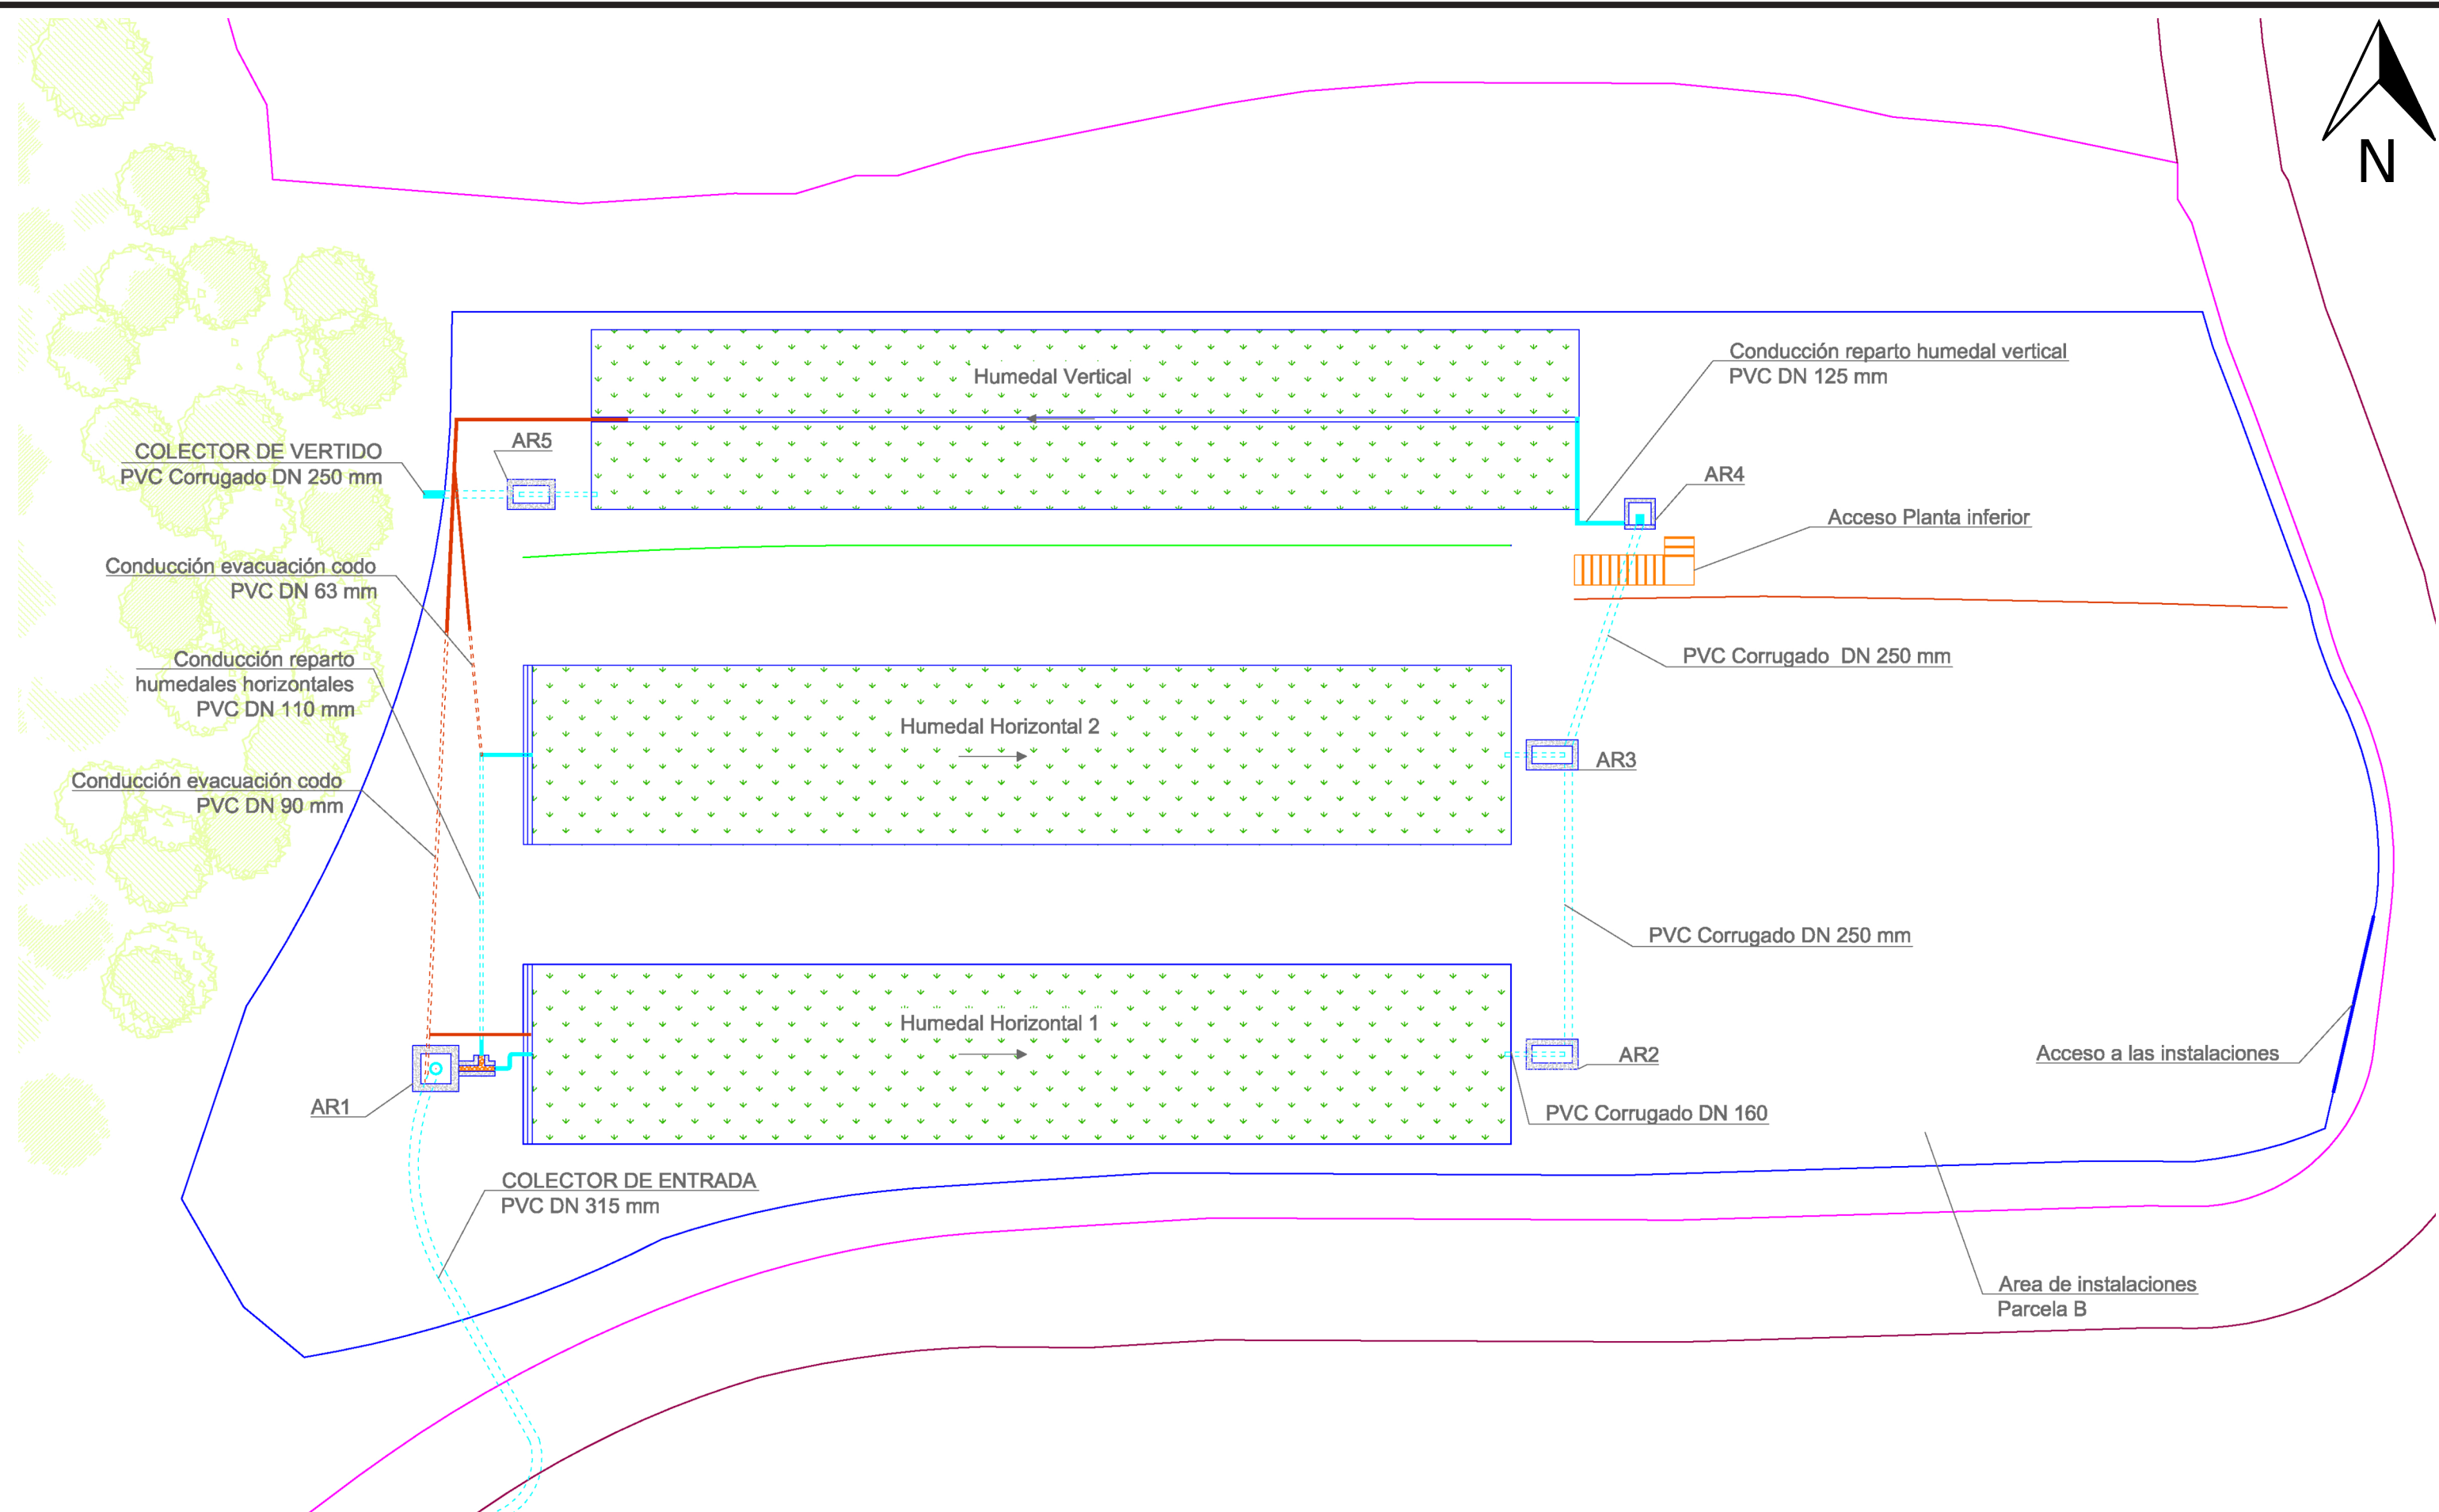 N
Humedal Vertical
Conducción reparto humedal vertical
PVC DN 125 mm
COLECTOR DE VERTIDO
PVC Corrugado DN 250 mm
AR5
AR4
Acceso Planta inferior
Conducción evacuación codo
PVC DN 63 mm
Conducción reparto
humedales horizontales
PVC DN 110 mm
PVC Corrugado DN 250 mm
Humedal Horizontal 2
AR3
Conducción evacuación codo
PVC DN 90 mm
PVC Corrugado DN 250 mm
Humedal Horizontal 1
AR2
Acceso a las instalaciones
AR1
PVC Corrugado DN 160
COLECTOR DE ENTRADA
PVC DN 315 mm
Area de instalaciones
Parcela B